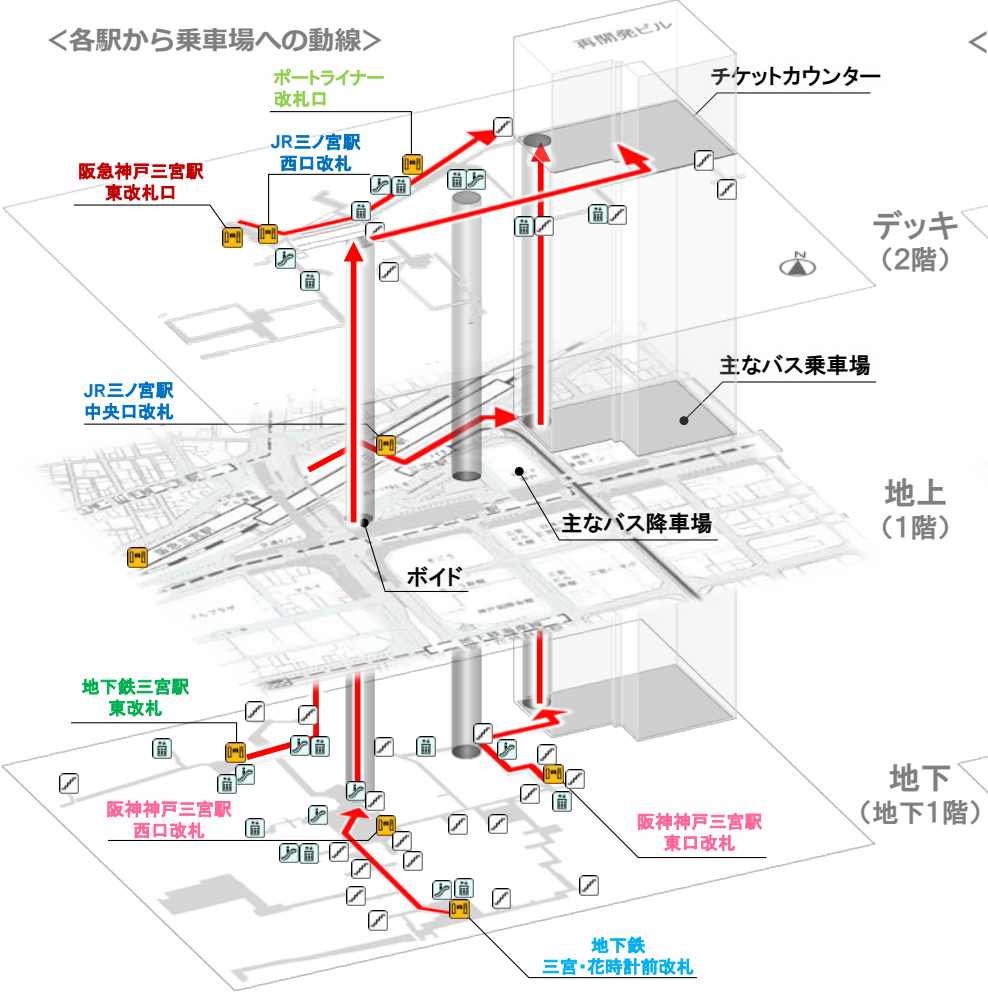 ＜各駅から乗車場への動線＞
＜
再開発ビル
チケットカウンター
ポートライナー
改札口
JR三ノ宮駅
西口改札
阪急神戸三宮駅
東改札口
デッキ
（2階）
N
主なバス乗車場
JR三ノ宮駅
中央口改札
地上
（1階）
主なバス降車場
ボイド
地下鉄三宮駅
東改札
地下
（地下1階）
阪神神戸三宮駅
西口改札
阪神神戸三宮駅
東口改札
地下鉄
三宮・花時計前改札